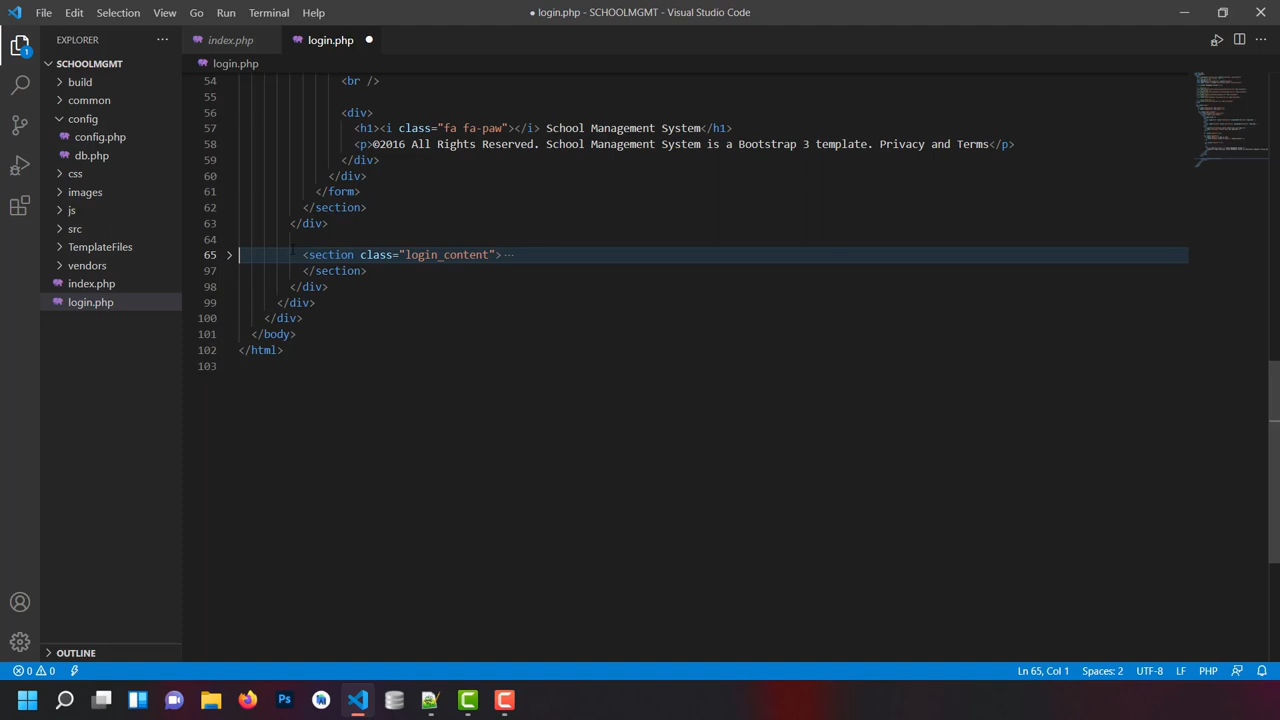 File Edit Selection View Go Run Terminal Help
● login.php - SCHOOLMGMT - Visual Studio Code
EXPLORER
index.php
login.php
SCHOOLMGMT
build
common
config
config.php
db.php
css
images
js
src
TemplateFiles
vendors
index.php
login.php
OUTLINE
login.php
54 <br />
55
56 <div>
57 <h1><i class="fa fa-paw"></i> School Management System</h1>
58 <p>©2016 All Rights Reserved. School Management System is a Bootstrap 3 template. Privacy and Terms</p>
59 </div>
60 </div>
61 </form>
62 </section>
63 </div>
64
65 <section class="login_content">…
97 </section>
98 </div>
99 </div>
100 </div>
101 </body>
102 </html>
103
1
0 0
Ln 65, Col 1 Spaces: 2 UTF-8 LF PHP
Ps
C
C